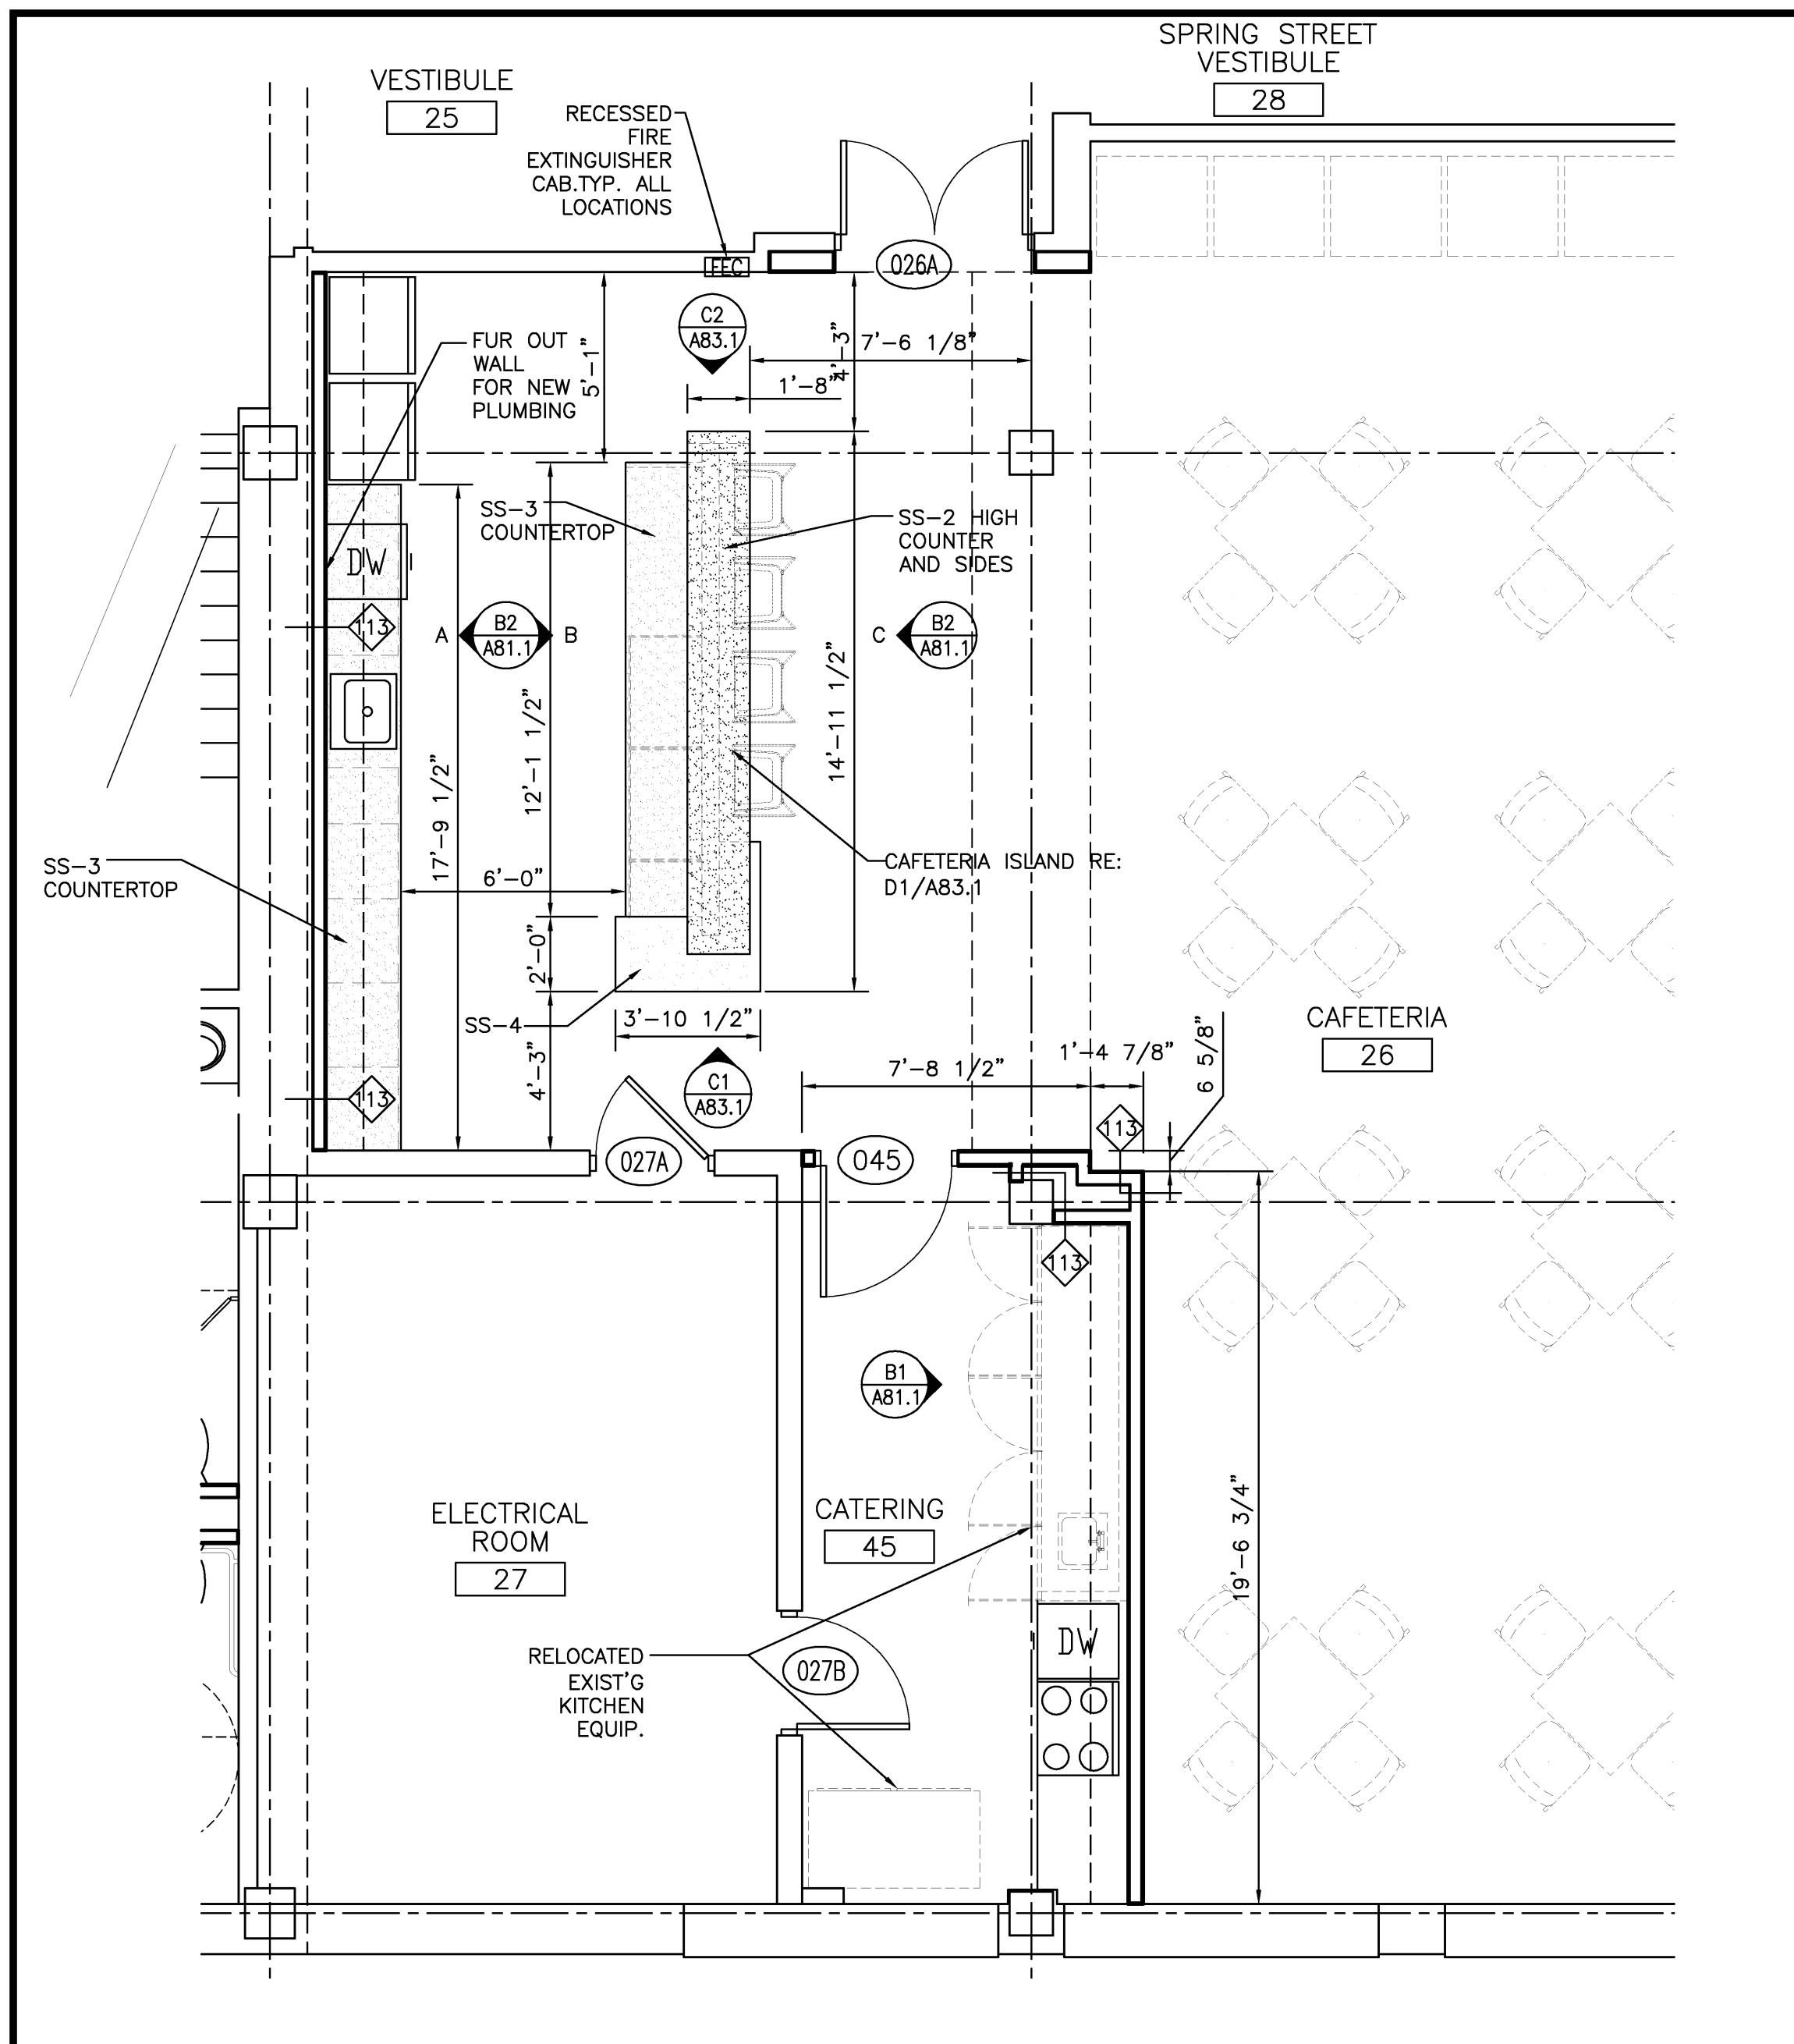 SPRING STREET
VESTIBULE
28
VESTIBULE
25
RECESSED
FIRE
EXTINGUISHER
CAB.TYP. ALL
LOCATIONS
FEC
026A
C2
A83.1
FUR OUT
WALL
FOR NEW
PLUMBING
5'-1"
4'-3"
7'-6 1/8"
1'-8"
SS-3
COUNTERTOP
SS-2 HIGH
COUNTER
AND SIDES
DW
113
A
B2
A81.1
B
C
B2
A81.1
12'-1 1/2"
14'-11 1/2"
17'-9 1/2"
SS-3
COUNTERTOP
6'-0"
CAFETERIA ISLAND RE:
D1/A83.1
2'-0"
SS-4
3'-10 1/2"
4'-3"
CAFETERIA
26
7'-8 1/2"
1'-4 7/8"
6 5/8"
C1
A83.1
113
113
027A
045
113
B1
A81.1
19'-6 3/4"
ELECTRICAL
ROOM
27
CATERING
45
RELOCATED
EXIST'G
KITCHEN
EQUIP.
027B
DW